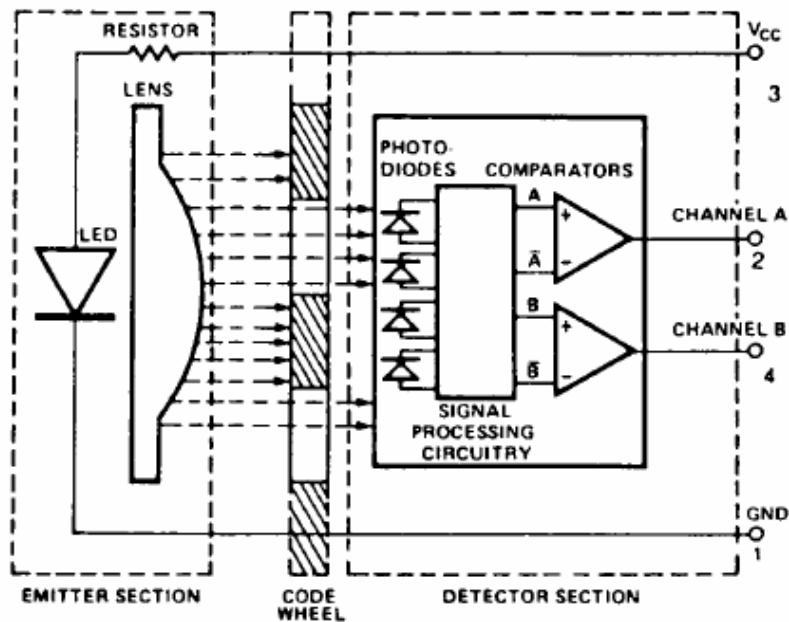 RESISTOR
LENS
LED
VCC
3
PHOTO-
DIODES
COMPARATORS
A
+
Ā
−
B
+
B̄
−
CHANNEL A
2
CHANNEL B
4
SIGNAL
PROCESSING
CIRCUITRY
GND
1
EMITTER SECTION
CODE
WHEEL
DETECTOR SECTION